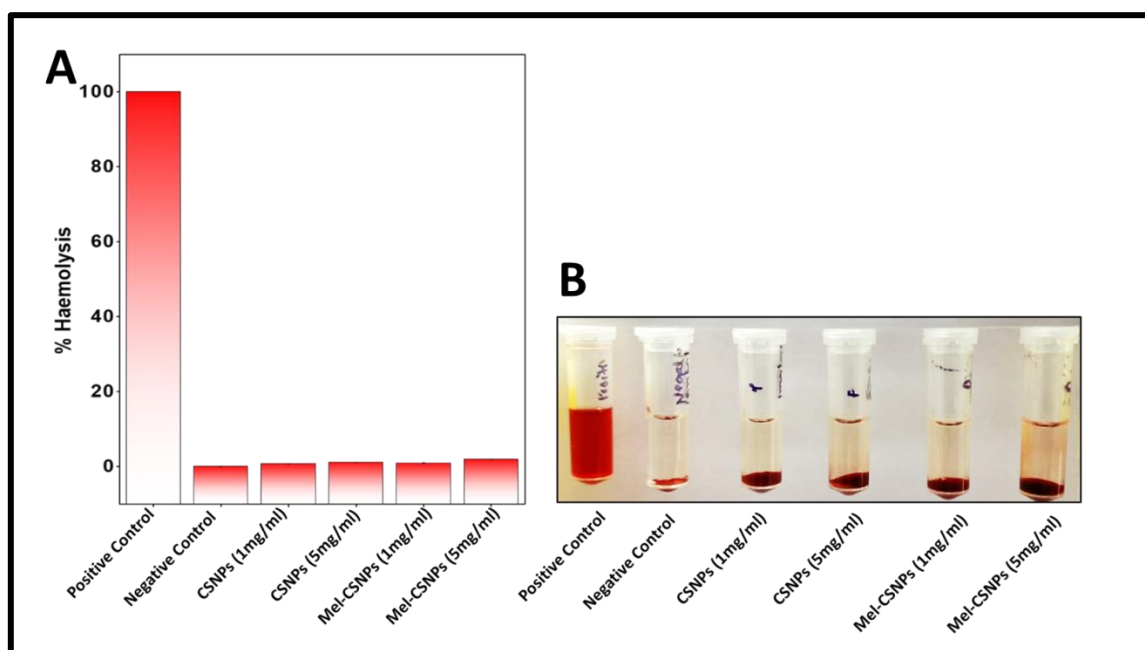 A
100
80
60
40
20
0
% Haemolysis
Positive Control
Negative Control
CSNPs (1mg/ml)
CSNPs (5mg/ml)
Mel-CSNPs (1mg/ml)
Mel-CSNPs (5mg/ml)
B
Positive Control
Negative Control
CSNPs (1mg/ml)
CSNPs (5mg/ml)
Mel-CSNPs (1mg/ml)
Mel-CSNPs (5mg/ml)